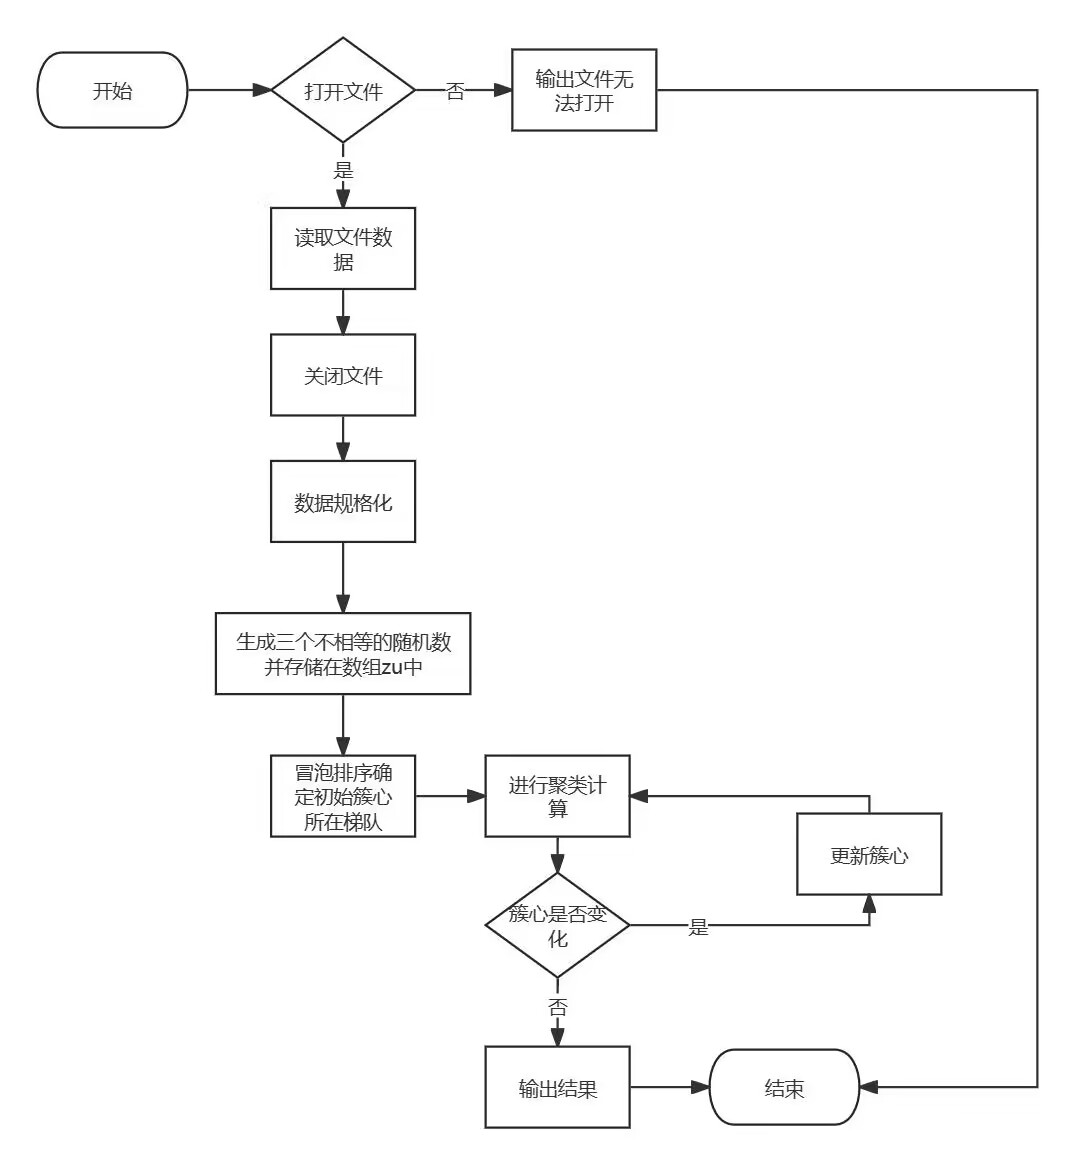 开始
打开文件
否
输出文件无
法打开
是
读取文件数
据
关闭文件
数据规格化
生成三个不相等的随机数
并存储在数组zu中
冒泡排序确
定初始簇心
所在梯队
进行聚类计
算
更新簇心
簇心是否变
化
是
否
输出结果
结束